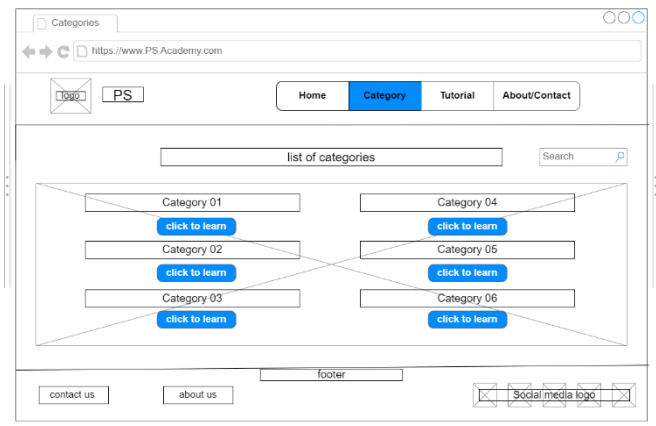 Categories
https://www.PS Academy.com
logo
PS
Home Category Tutorial About/Contact
list of categories
Search
Category 01 Category 04
click to learn click to learn
Category 02 Category 05
click to learn click to learn
Category 03 Category 06
click to learn click to learn
footer
contact us about us Social media logo